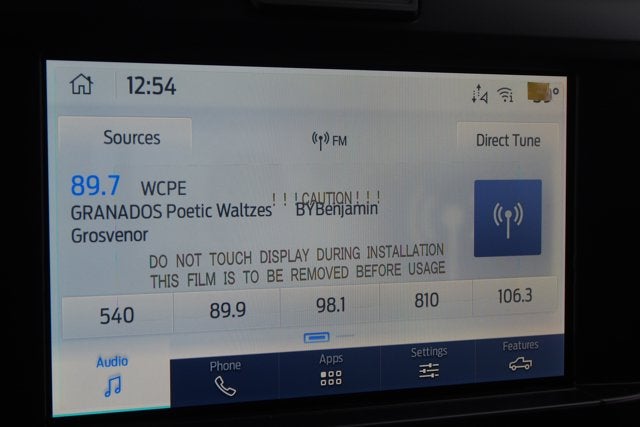 12:54
Sources
FM
Direct Tune
89.7 WCPE
! ! !CAUTION! ! !
GRANADOS Poetic Waltzes BYBenjamin
Grosvenor
DO NOT TOUCH DISPLAY DURING INSTALLATION
THIS FILM IS TO BE REMOVED BEFORE USAGE
540 89.9 98.1 810 106.3
Audio Phone Apps Settings Features